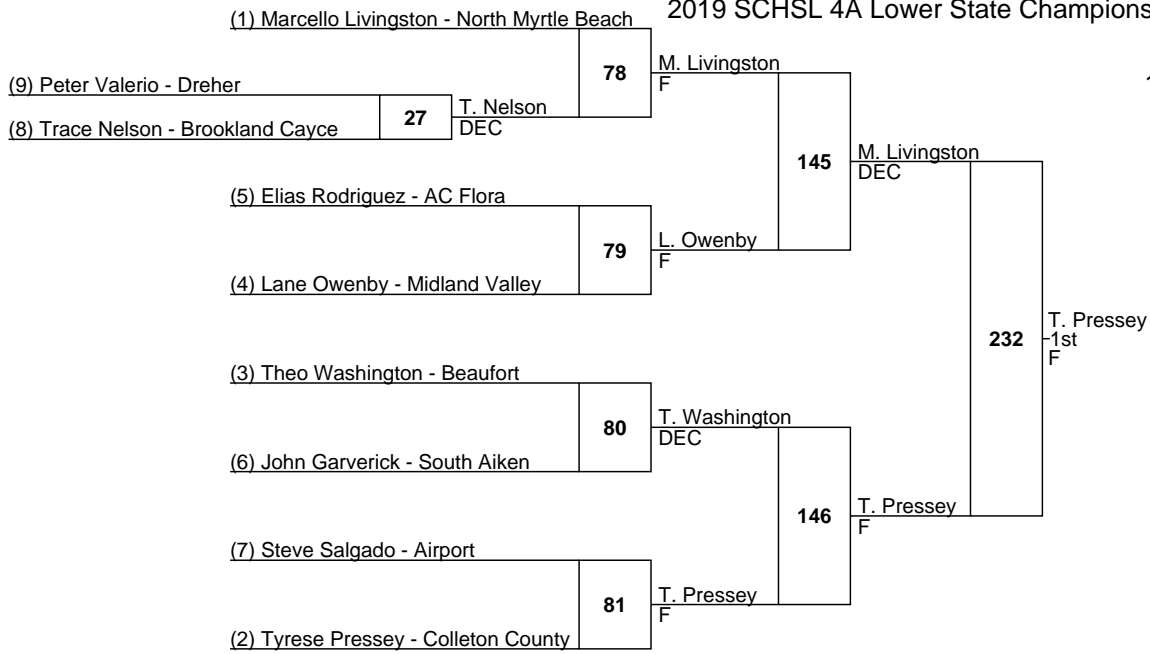 2019 SCHSL 4A Lower State Champions
(1) Marcello Livingston - North Myrtle Beach
78
M. Livingston
F
(9) Peter Valerio - Dreher
27
T. Nelson
DEC
(8) Trace Nelson - Brookland Cayce
145
M. Livingston
DEC
(5) Elias Rodriguez - AC Flora
79
L. Owenby
F
(4) Lane Owenby - Midland Valley
232
T. Pressey
1st
F
(3) Theo Washington - Beaufort
80
T. Washington
DEC
(6) John Garverick - South Aiken
146
T. Pressey
F
(7) Steve Salgado - Airport
81
T. Pressey
F
(2) Tyrese Pressey - Colleton County